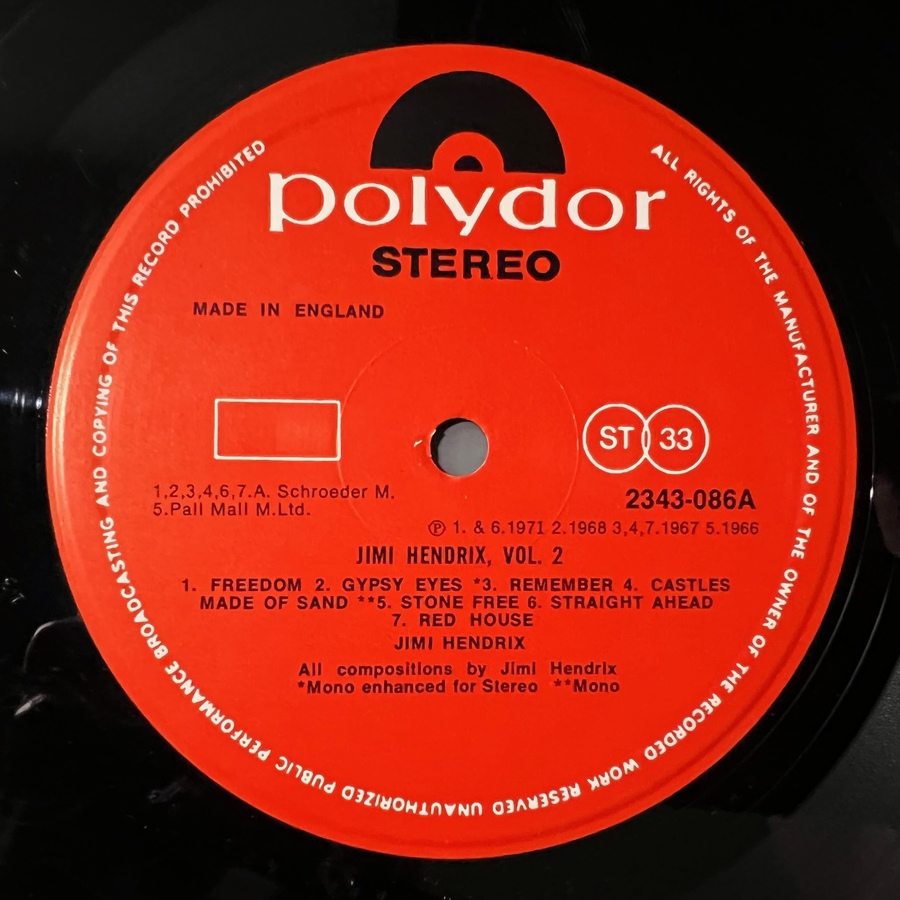 polydor
STEREO
MADE IN ENGLAND
ST 33
1,2,3,4,6,7.A. Schroeder M.
5.Pall Mall M.Ltd.
2343-086A
℗ 1. & 6.1971 2.1968 3,4,7.1967 5.1966
JIMI HENDRIX, VOL. 2
1. FREEDOM 2. GYPSY EYES *3. REMEMBER 4. CASTLES
MADE OF SAND **5. STONE FREE 6. STRAIGHT AHEAD
7. RED HOUSE
JIMI HENDRIX
All compositions by Jimi Hendrix
*Mono enhanced for Stereo **Mono
ALL RIGHTS OF THE MANUFACTURER AND OF THE OWNER OF THE RECORDED WORK RESERVED UNAUTHORIZED PUBLIC PERFORMANCE BROADCASTING AND COPYING OF THIS RECORD PROHIBITED